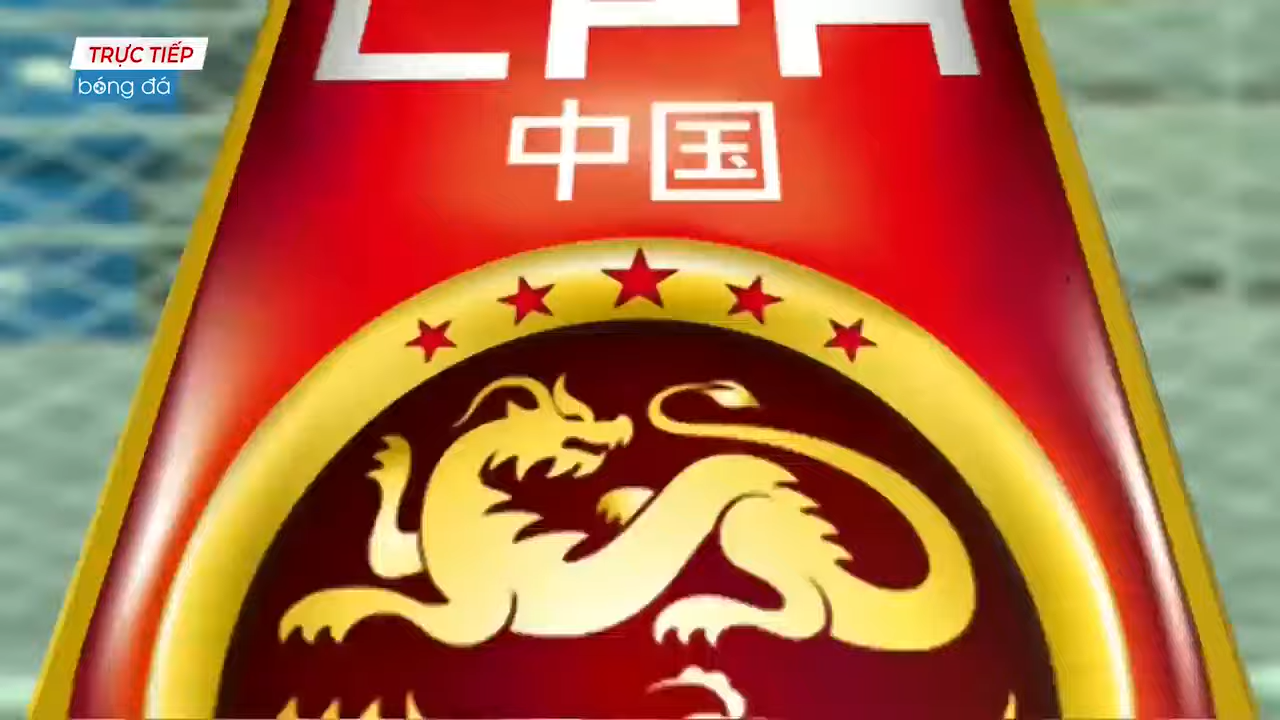 TRỰC TIẾP
bóng đá
中国